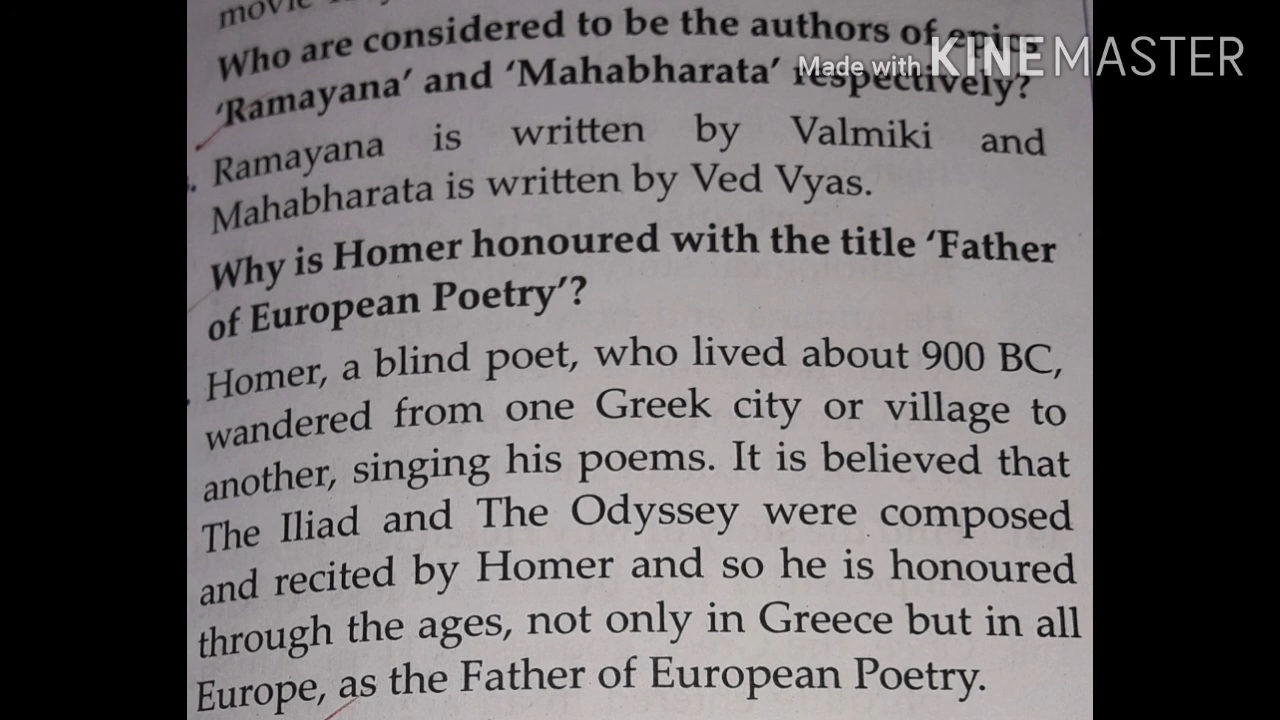 Who are considered to be the authors of epics
Made with KINEMASTER
'Ramayana' and 'Mahabharata' respectively?
Ramayana is written by Valmiki and
Mahabharata is written by Ved Vyas.
Why is Homer honoured with the title 'Father
of European Poetry'?
Homer, a blind poet, who lived about 900 BC,
wandered from one Greek city or village to
another, singing his poems. It is believed that
The Iliad and The Odyssey were composed
and recited by Homer and so he is honoured
through the ages, not only in Greece but in all
Europe, as the Father of European Poetry.